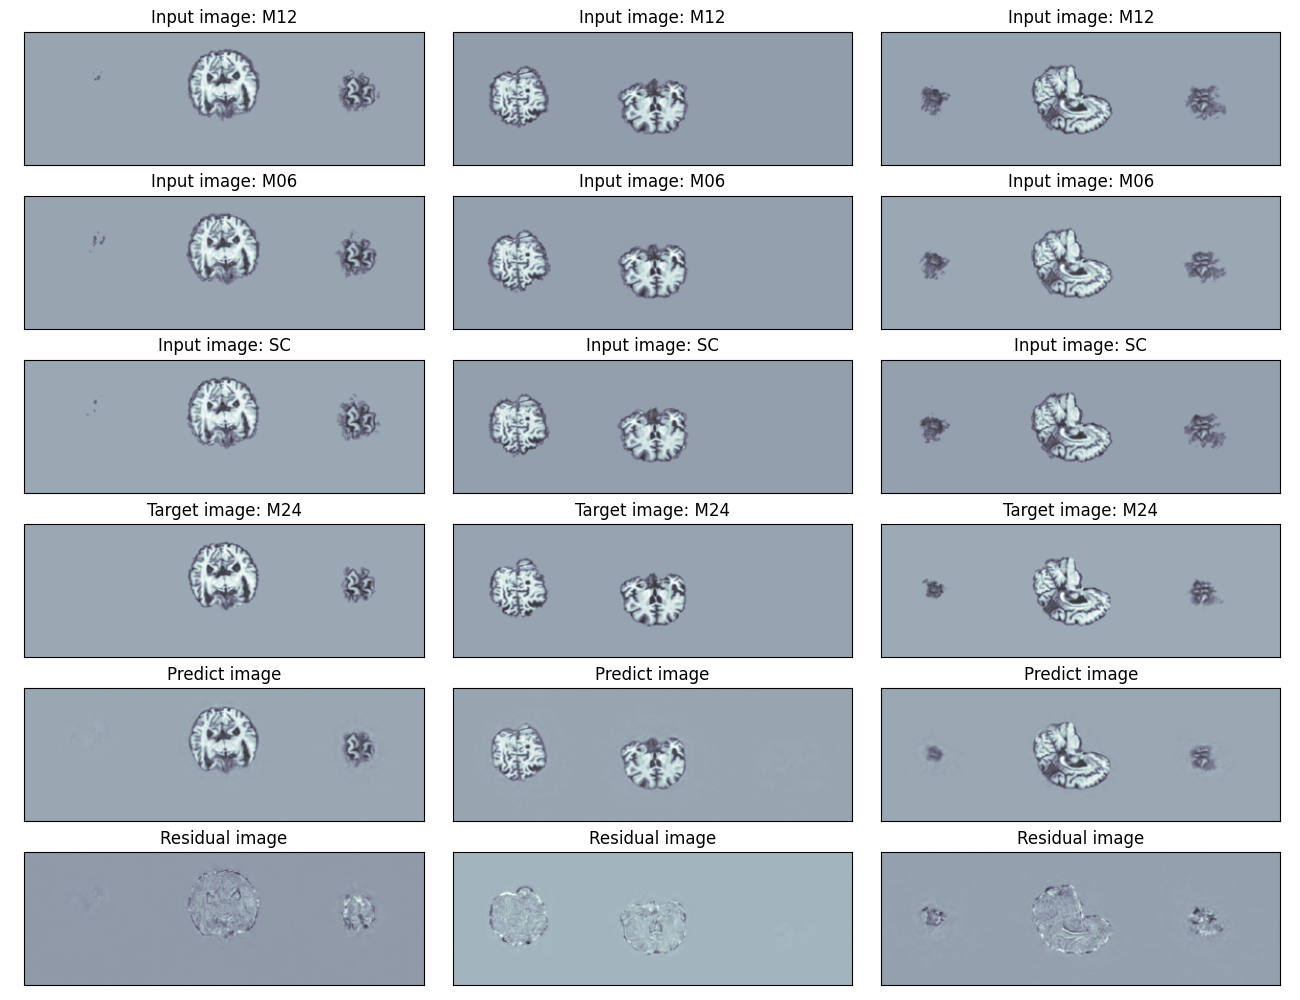 Input image: M12 Input image: M12 Input image: M12
Input image: M06 Input image: M06 Input image: M06
Input image: SC Input image: SC Input image: SC
Target image: M24 Target image: M24 Target image: M24
Predict image Predict image Predict image
Residual image Residual image Residual image